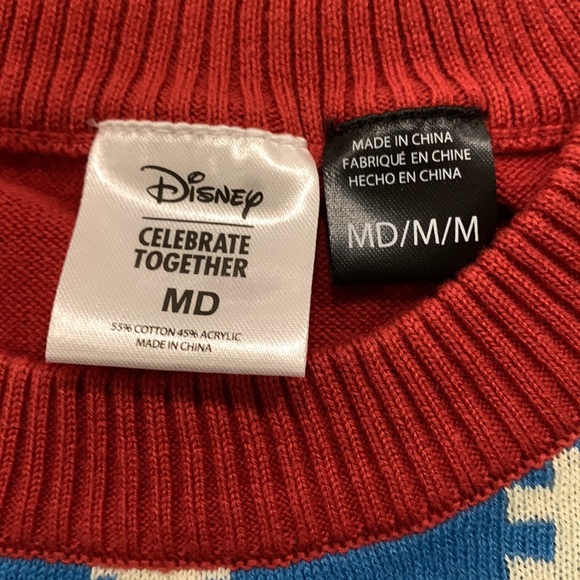 Disney
CELEBRATE
TOGETHER
MD
55% COTTON 45% ACRYLIC
MADE IN CHINA
MADE IN CHINA
FABRIQUÉ EN CHINE
HECHO EN CHINA
MD/M/M